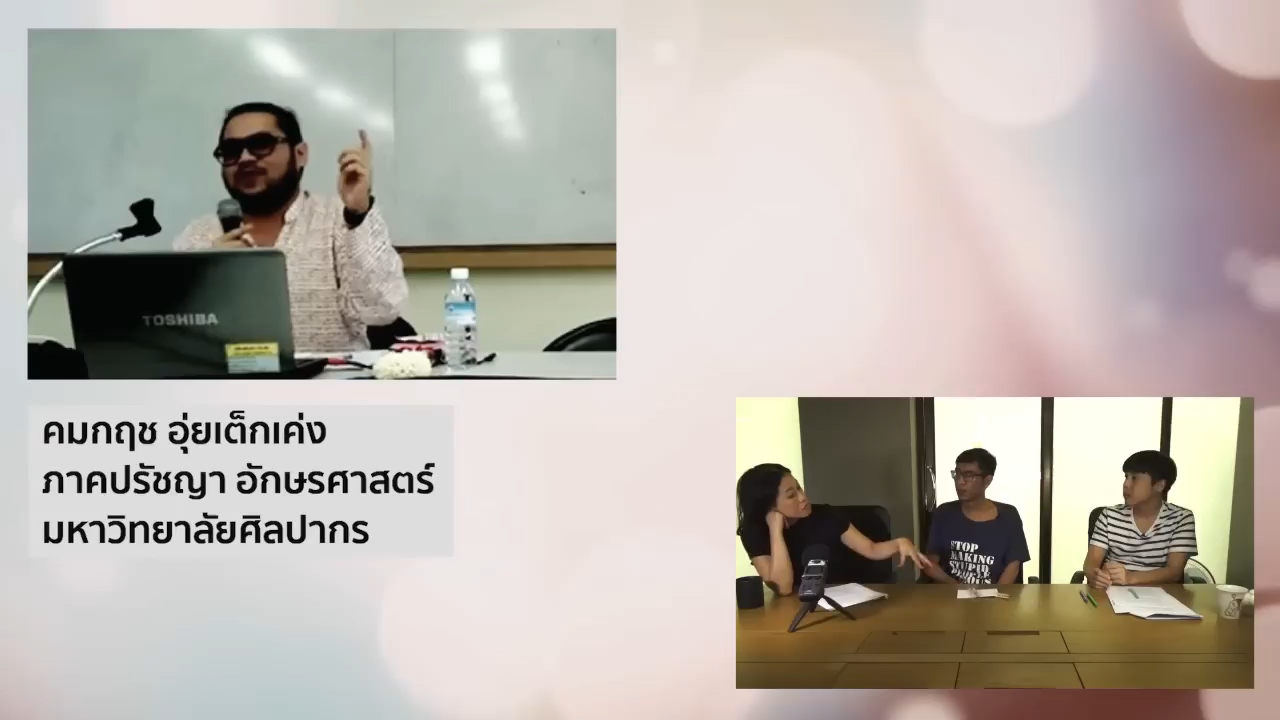 TOSHIBA
คมกฤช อุ่ยเต็กเค่ง
ภาคปรัชญา อักษรศาสตร์
มหาวิทยาลัยศิลปากร
STOP
MAKING
STUPID
PEOPLE